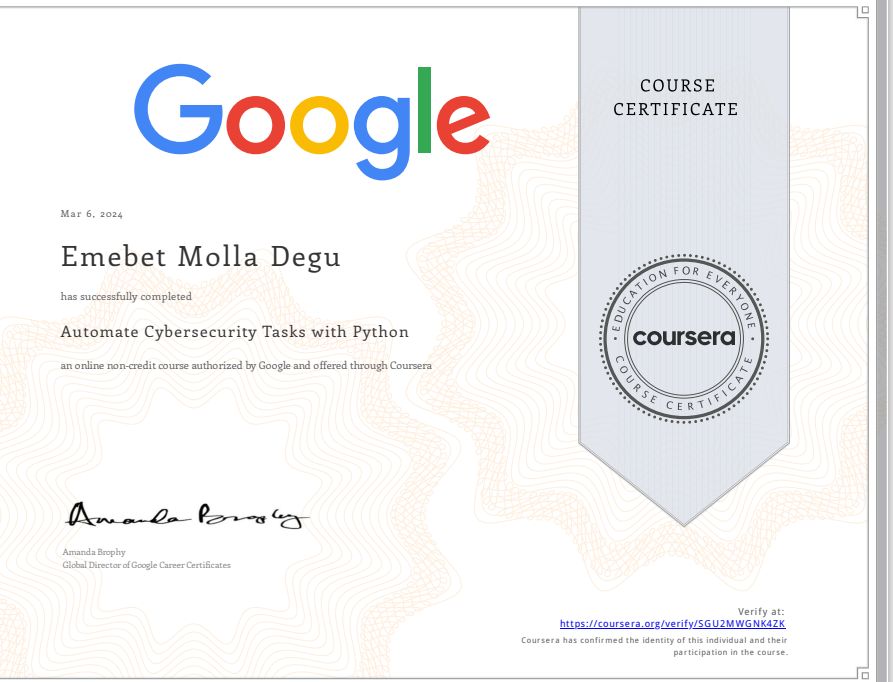 Google
COURSE
CERTIFICATE
Mar 6, 2024
Emebet Molla Degu
has successfully completed
Automate Cybersecurity Tasks with Python
an online non-credit course authorized by Google and offered through Coursera
EDUCATION FOR EVERYONE
coursera
COURSE CERTIFICATE
Amanda Brophy
Amanda Brophy
Global Director of Google Career Certificates
Verify at:
https://coursera.org/verify/SGU2MWGNK4ZK
Coursera has confirmed the identity of this individual and their
participation in the course.